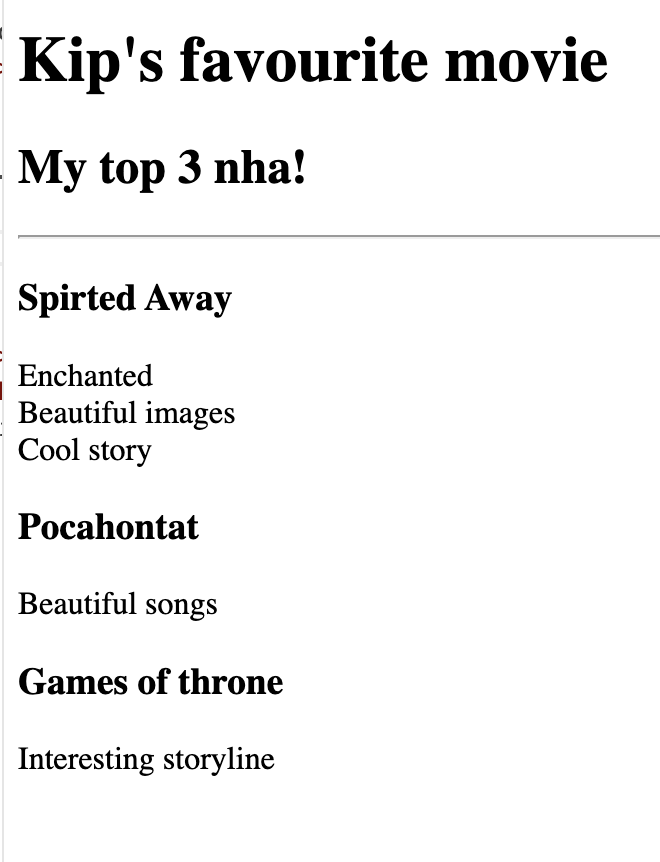 Kip's favourite movie
My top 3 nha!
Spirted Away
Enchanted
Beautiful images
Cool story
Pocahontat
Beautiful songs
Games of throne
Interesting storyline